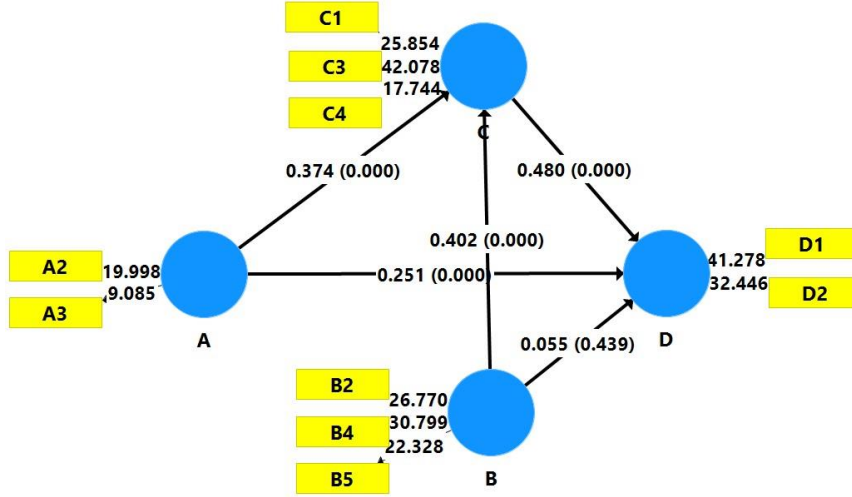 C1
25.854
C3
42.078
17.744
C4
C
0.374 (0.000)
0.480 (0.000)
0.402 (0.000)
D1
41.278
A2
19.998
0.251 (0.000)
32.446
D2
9.085
A3
A
D
0.055 (0.439)
B2
26.770
30.799
B4
22.328
B5
B